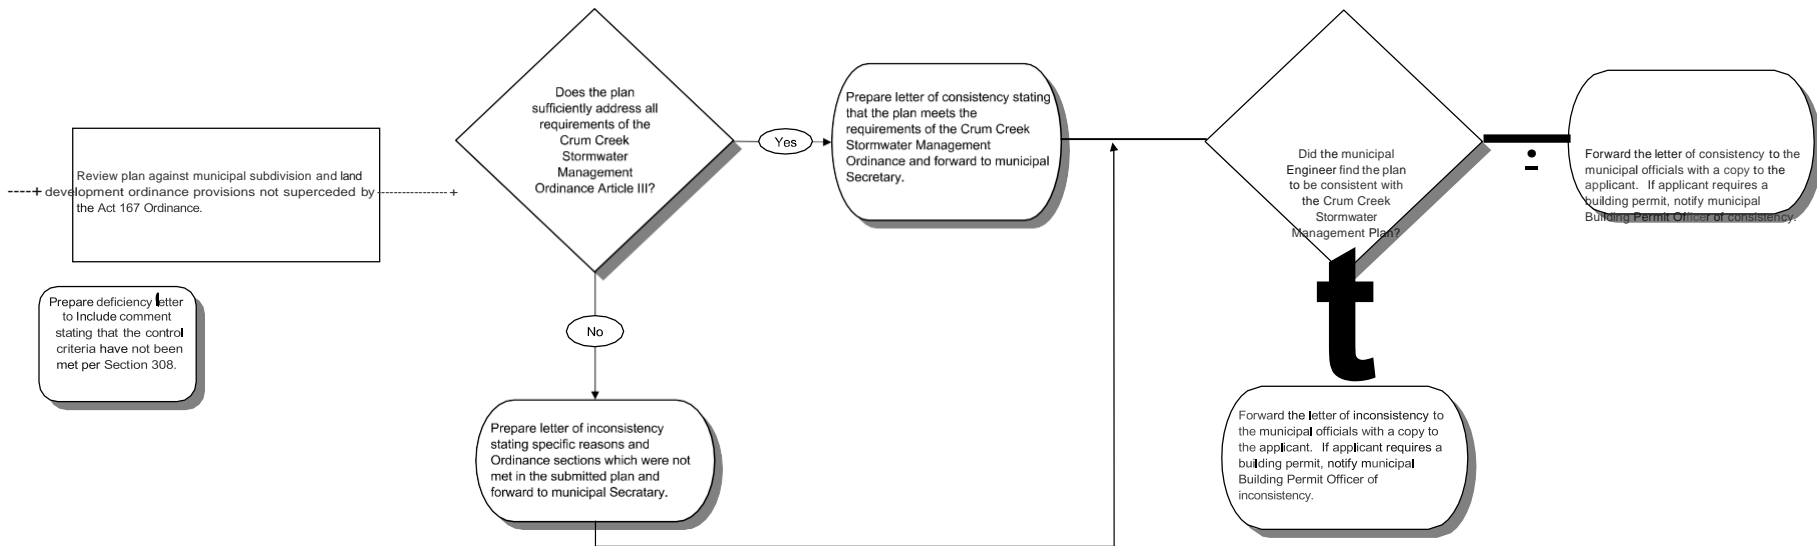 Review plan against municipal subdivision and land
----+ development ordinance provisions not superceded by ---------------- +
the Act 167 Ordinance.
Prepare deficiency letter
to Include comment
stating that the control
criteria have not been
met per Section 308.
Does the plan
sufficiently address all
requirements of the
Crum Creek
Stormwater
Management
Ordinance Article III?
Yes
No
Prepare letter of consistency stating
that the plan meets the
requirements of the Crum Creek
Stormwater Management
Ordinance and forward to municipal
Secretary.
Prepare letter of inconsistency
stating specific reasons and
Ordinance sections which were not
met in the submitted plan and
forward to municipal Secratary.
Did the municipal
Engineer find the plan
to be consistent with
the Crum Creek
Stormwater
Management Plan?
t
Forward the letter of consistency to the
municipal officials with a copy to the
applicant. If applicant requires a
building permit, notify municipal
Building Permit Officer of consistency.
Forward the letter of inconsistency to
the municipal officials with a copy to
the applicant. If applicant requires a
building permit, notify municipal
Building Permit Officer of
inconsistency.